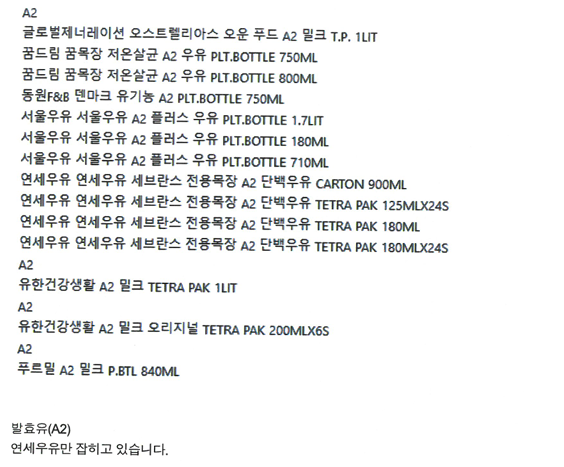 A2
글로벌제너레이션 오스트렐리아스 오운 푸드 A2 밀크 T.P. 1LIT
꿈드림 꿈목장 저온살균 A2 우유 PLT.BOTTLE 750ML
꿈드림 꿈목장 저온살균 A2 우유 PLT.BOTTLE 800ML
동원F&B 덴마크 유기농 A2 PLT.BOTTLE 750ML
서울우유 서울우유 A2 플러스 우유 PLT.BOTTLE 1.7LIT
서울우유 서울우유 A2 플러스 우유 PLT.BOTTLE 180ML
서울우유 서울우유 A2 플러스 우유 PLT.BOTTLE 710ML
연세우유 연세우유 세브란스 전용목장 A2 단백우유 CARTON 900ML
연세우유 연세우유 세브란스 전용목장 A2 단백우유 TETRA PAK 125MLX24S
연세우유 연세우유 세브란스 전용목장 A2 단백우유 TETRA PAK 180ML
연세우유 연세우유 세브란스 전용목장 A2 단백우유 TETRA PAK 180MLX24S
A2
유한건강생활 A2 밀크 TETRA PAK 1LIT
A2
유한건강생활 A2 밀크 오리지널 TETRA PAK 200MLX6S
A2
푸르밀 A2 밀크 P.BTL 840ML
발효유(A2)
연세우유만 잡히고 있습니다.